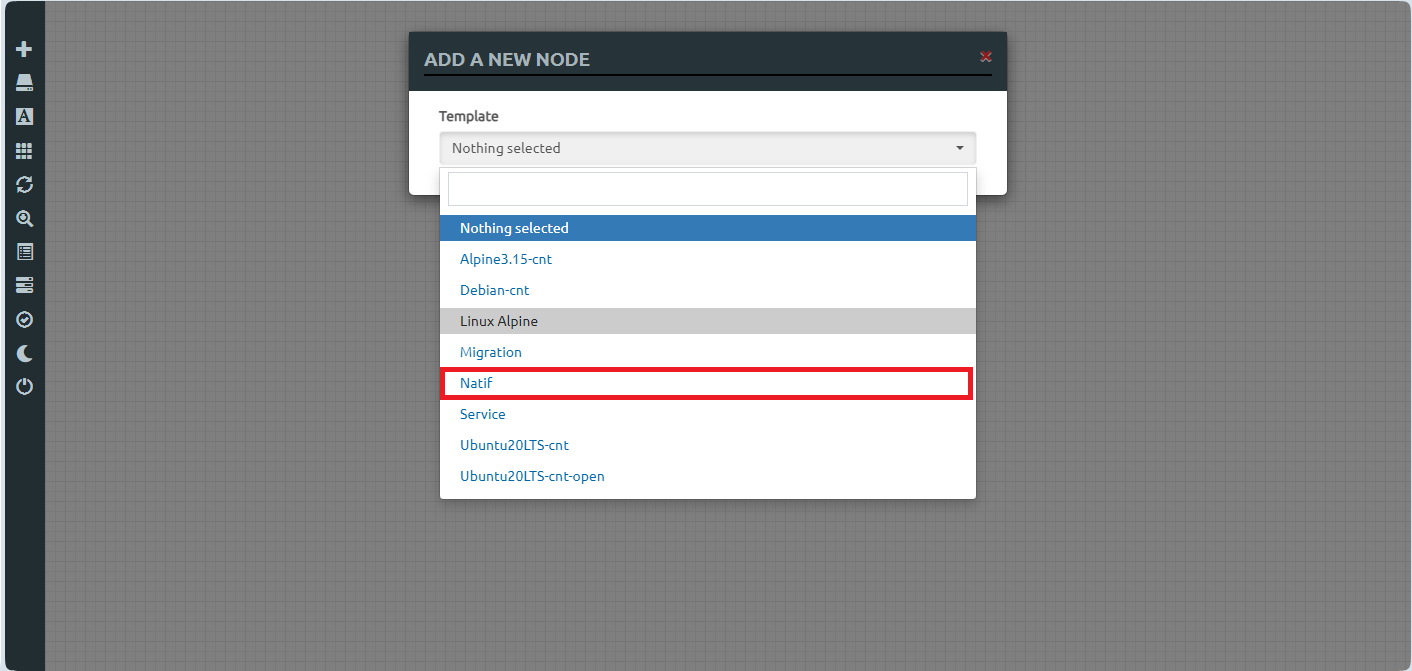 ADD A NEW NODE
Template
Nothing selected
Nothing selected
Alpine3.15-cnt
Debian-cnt
Linux Alpine
Migration
Natif
Service
Ubuntu20LTS-cnt
Ubuntu20LTS-cnt-open